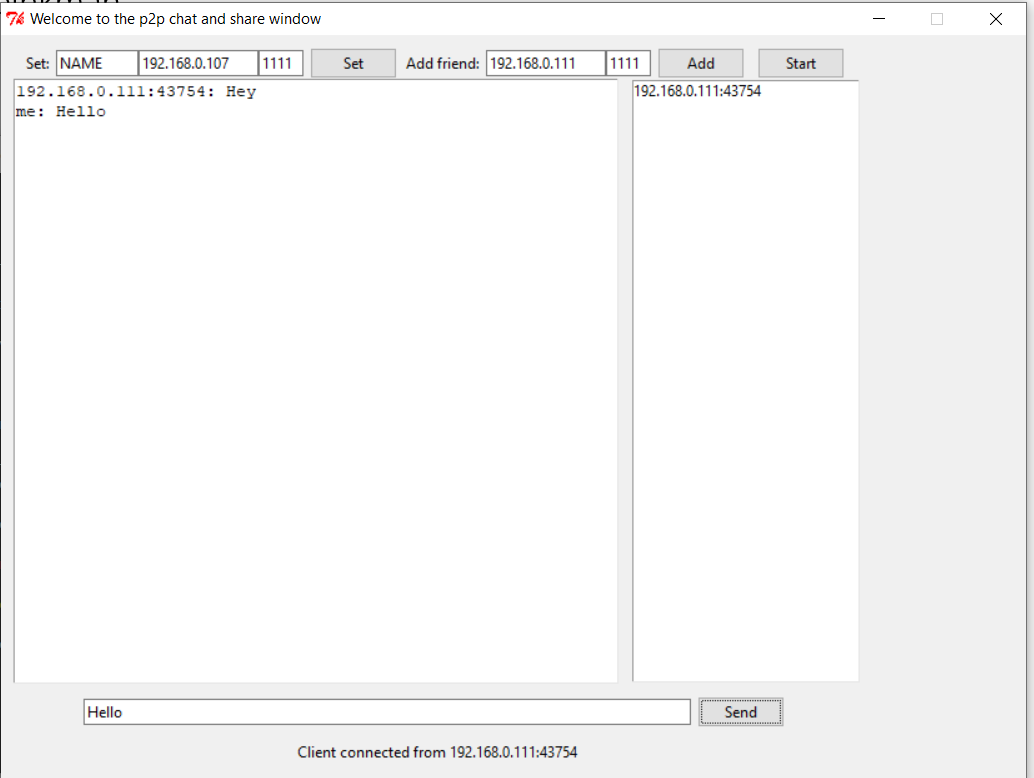 Welcome to the p2p chat and share window
Set: NAME 192.168.0.107 1111 Set Add friend: 192.168.0.111 1111 Add Start
192.168.0.111:43754: Hey
me: Hello
192.168.0.111:43754
Hello Send
Client connected from 192.168.0.111:43754